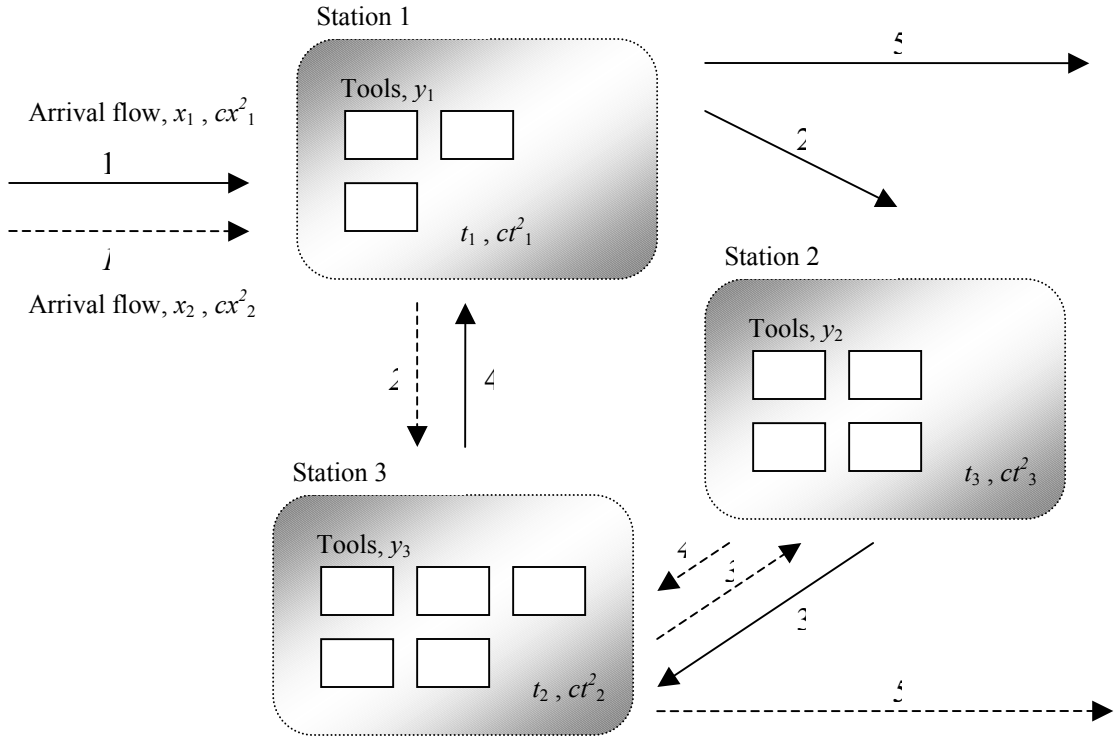 Station 1
5
Tools, y₁
Arrival flow, x₁ , cx²₁
1
2
t₁ , ct²₁
1
Station 2
Arrival flow, x₂ , cx²₂
Tools, y₂
2
4
Station 3
t₃ , ct²₃
Tools, y₃
4
3
3
t₂ , ct²₂
5